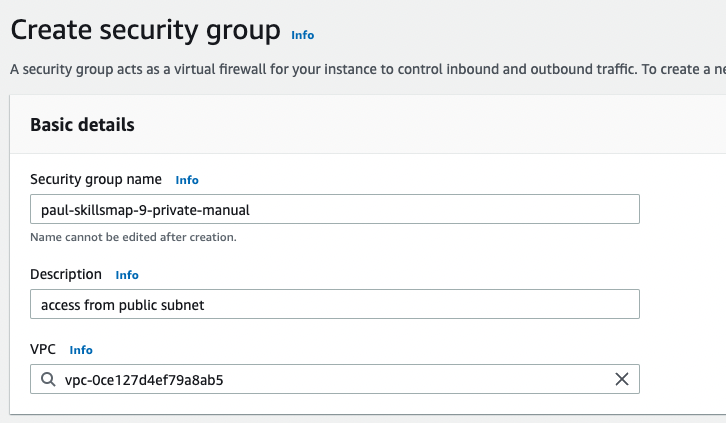 Create security group Info
A security group acts as a virtual firewall for your instance to control inbound and outbound traffic. To create a
Basic details
Security group name Info
paul-skillsmap-9-private-manual
Name cannot be edited after creation.
Description Info
access from public subnet
VPC Info
vpc-0ce127d4ef79a8ab5